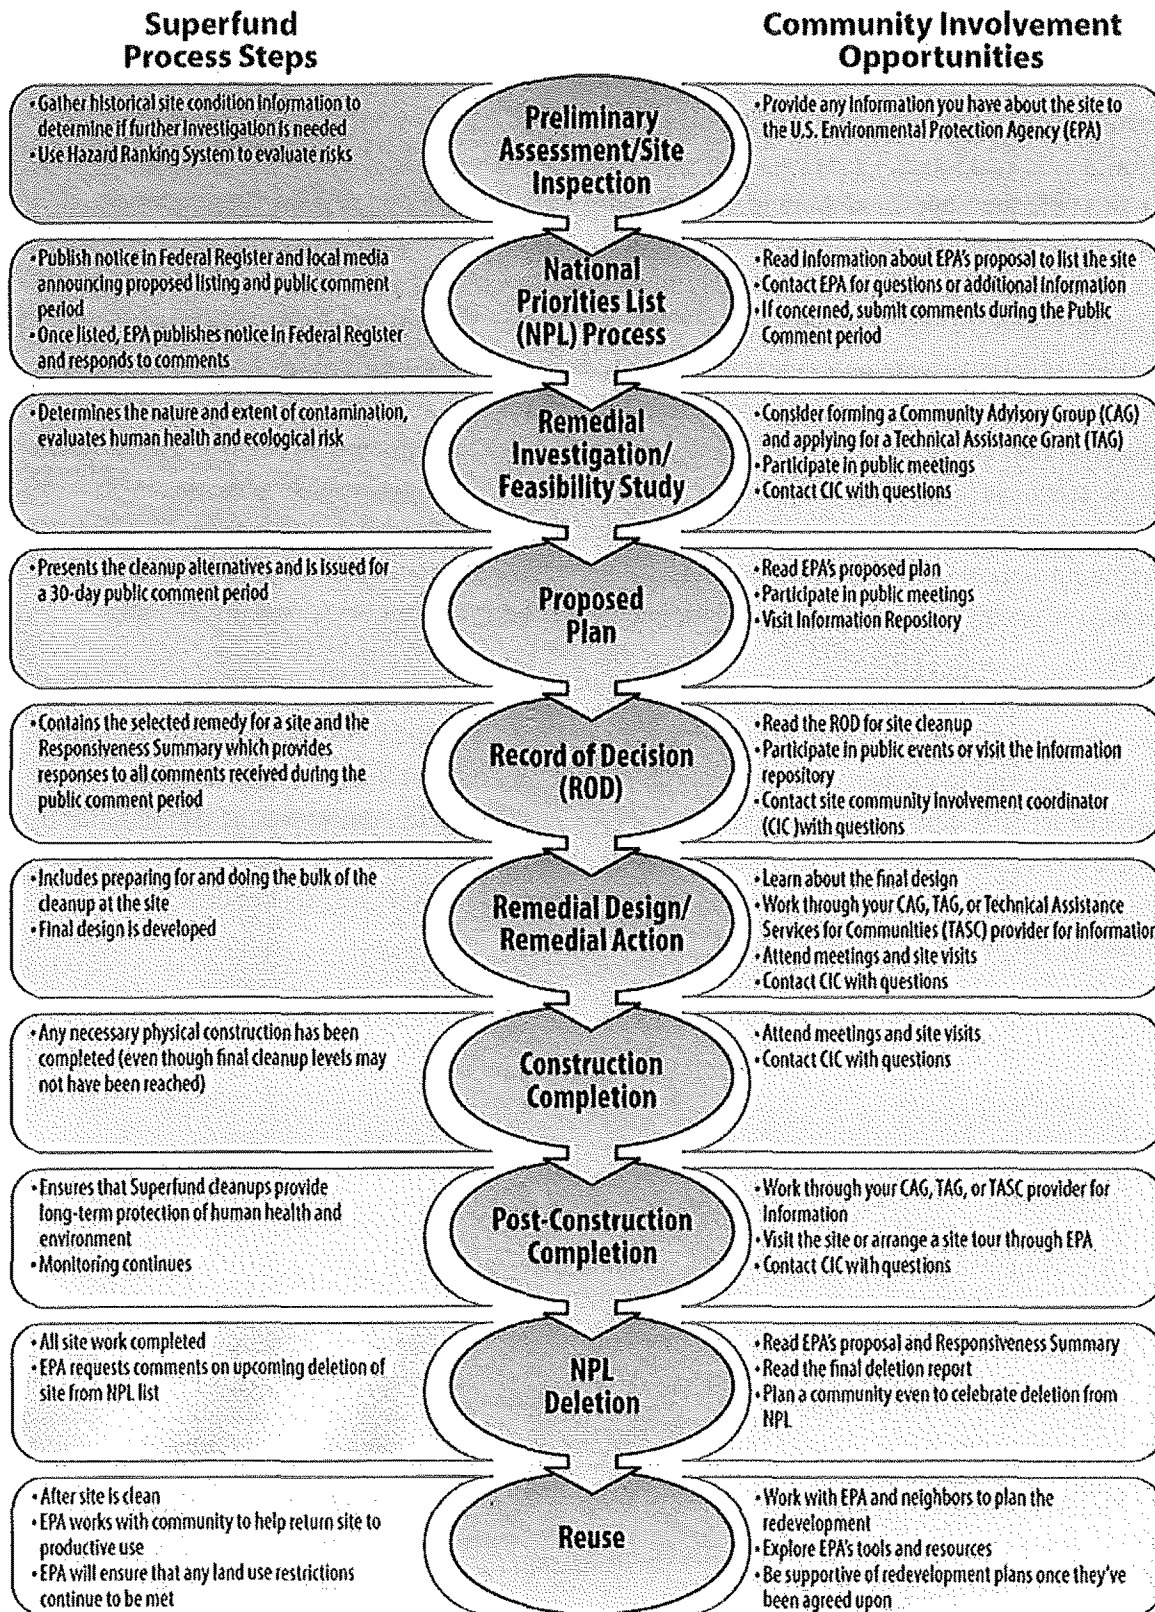 Superfund
Process Steps
Community Involvement
Opportunities
• Gather historical site condition information to
determine if further investigation is needed
• Use Hazard Ranking System to evaluate risks
Preliminary
Assessment/Site
Inspection
• Provide any information you have about the site to
the U.S. Environmental Protection Agency (EPA)
• Publish notice in Federal Register and local media
announcing proposed listing and public comment
period
• Once listed, EPA publishes notice in Federal Register
and responds to comments
National
Priorities List
(NPL) Process
• Read information about EPA's proposal to list the site
• Contact EPA for questions or additional information
• If concerned, submit comments during the Public
Comment period
• Determines the nature and extent of contamination,
evaluates human health and ecological risk
Remedial
Investigation/
Feasibility Study
• Consider forming a Community Advisory Group (CAG)
and applying for a Technical Assistance Grant (TAG)
• Participate in public meetings
• Contact CIC with questions
• Presents the cleanup alternatives and is issued for
a 30-day public comment period
Proposed
Plan
• Read EPA's proposed plan
• Participate in public meetings
• Visit Information Repository
• Contains the selected remedy for a site and the
Responsiveness Summary which provides
responses to all comments received during the
public comment period
Record of Decision
(ROD)
• Read the ROD for site cleanup
• Participate in public events or visit the information
repository
• Contact site community involvement coordinator
(CIC )with questions
• Includes preparing for and doing the bulk of the
cleanup at the site
• Final design is developed
Remedial Design/
Remedial Action
• Learn about the final design
• Work through your CAG, TAG, or Technical Assistance
Services for Communities (TASC) provider for information
• Attend meetings and site visits
• Contact CIC with questions
• Any necessary physical construction has been
completed (even though final cleanup levels may
not have been reached)
Construction
Completion
• Attend meetings and site visits
• Contact CIC with questions
• Ensures that Superfund cleanups provide
long-term protection of human health and
environment
• Monitoring continues
Post-Construction
Completion
• Work through your CAG, TAG, or TASC provider for
information
• Visit the site or arrange a site tour through EPA
• Contact CIC with questions
• All site work completed
• EPA requests comments on upcoming deletion of
site from NPL list
NPL
Deletion
• Read EPA's proposal and Responsiveness Summary
• Read the final deletion report
• Plan a community even to celebrate deletion from
NPL
• After site is clean
• EPA works with community to help return site to
productive use
• EPA will ensure that any land use restrictions
continue to be met
Reuse
• Work with EPA and neighbors to plan the
redevelopment
• Explore EPA's tools and resources
• Be supportive of redevelopment plans once they've
been agreed upon